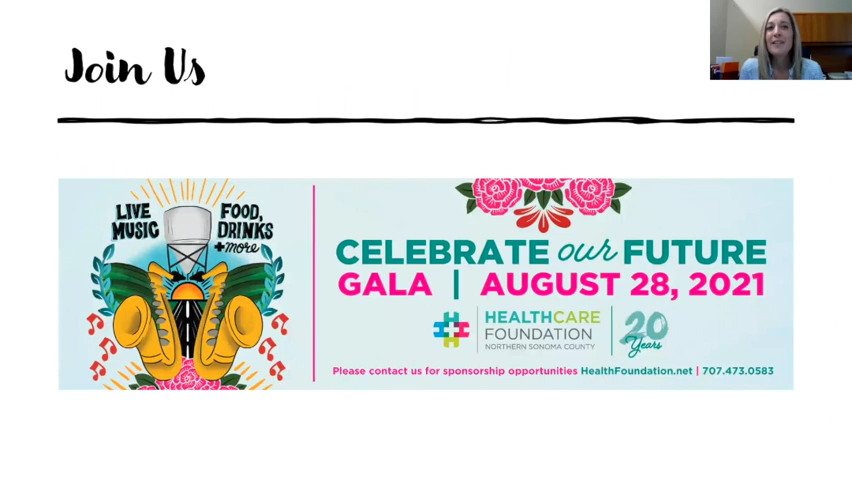 Join Us
LIVE MUSIC
FOOD, DRINKS +more
CELEBRATE our FUTURE
GALA | AUGUST 28, 2021
HEALTHCARE
FOUNDATION
NORTHERN SONOMA COUNTY
20 Years
Please contact us for sponsorship opportunities HealthFoundation.net | 707.473.0583